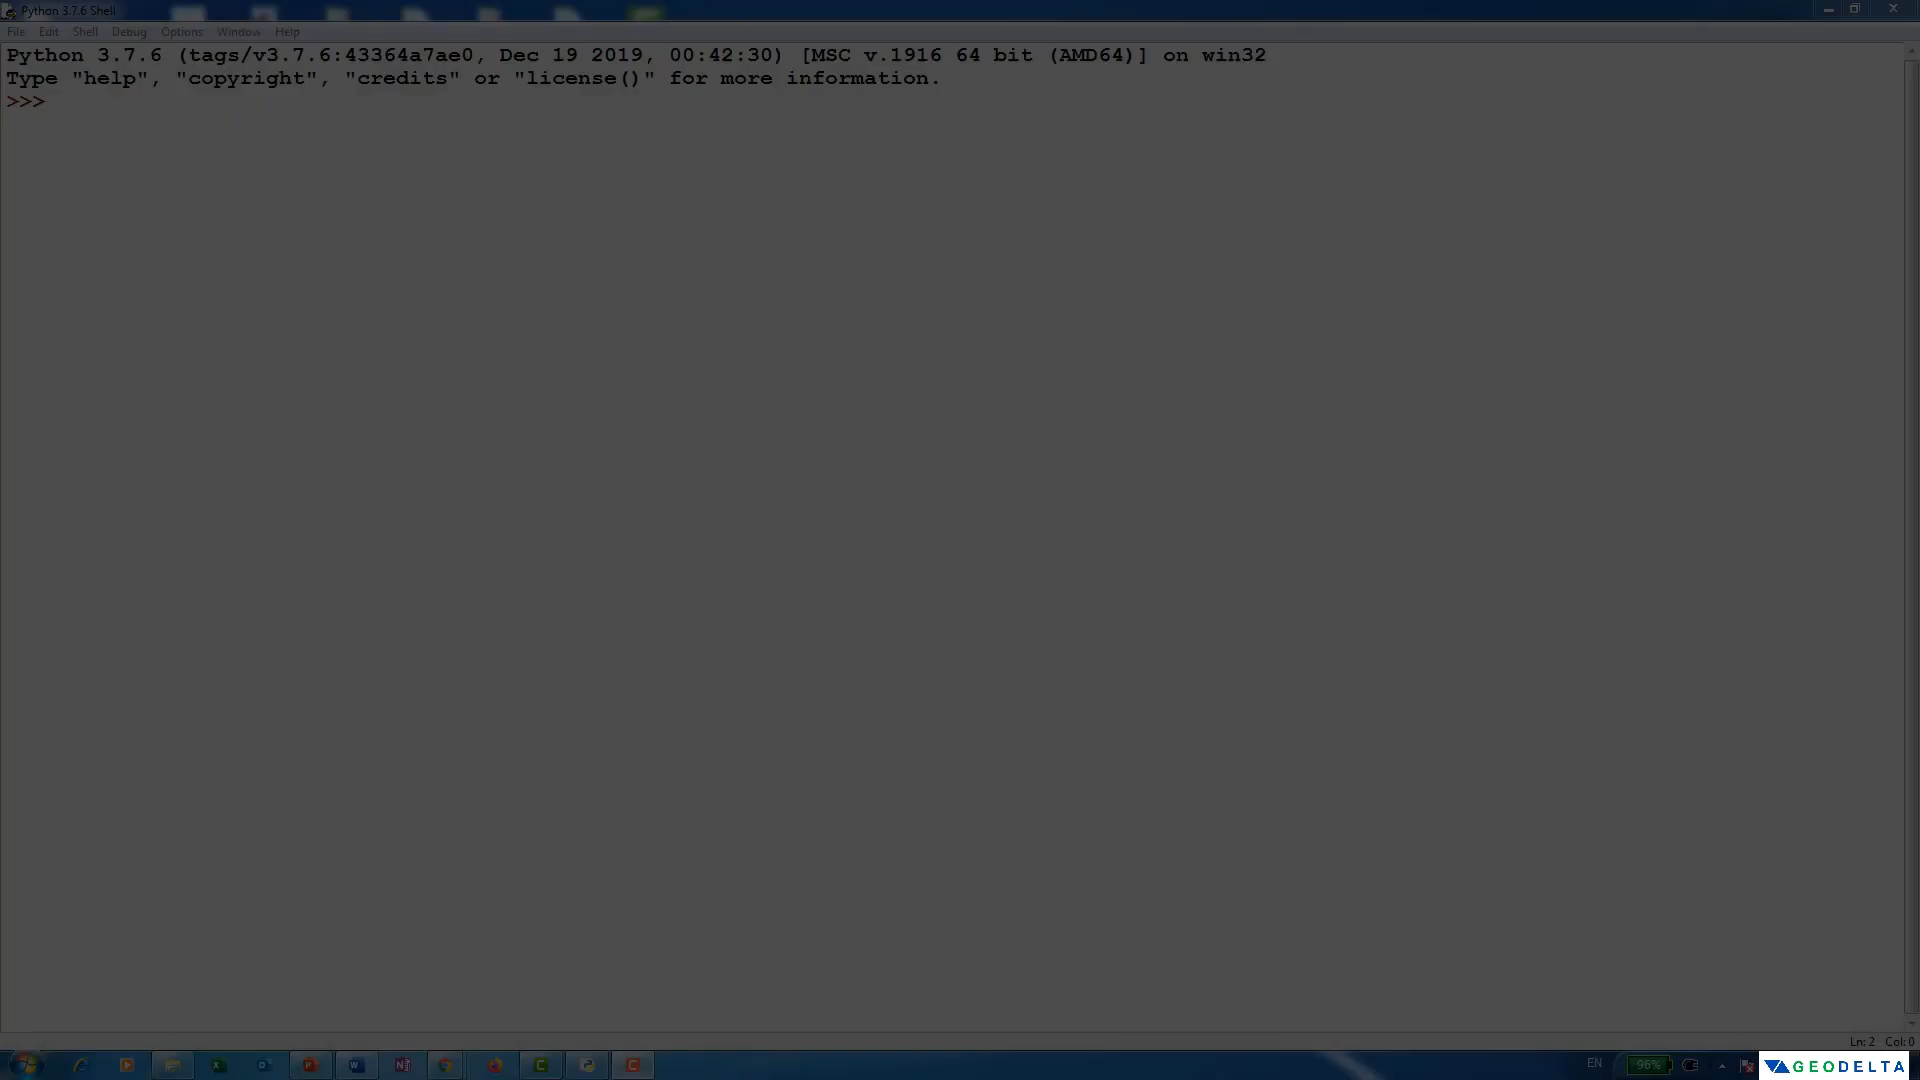 Python 3.7.6 Shell
File Edit Shell Debug Options Window Help
Python 3.7.6 (tags/v3.7.6:43364a7ae0, Dec 19 2019, 00:42:30) [MSC v.1916 64 bit (AMD64)] on win32
Type "help", "copyright", "credits" or "license()" for more information.
>>>
Ln: 2 Col: 0
EN 96% GEODELTA